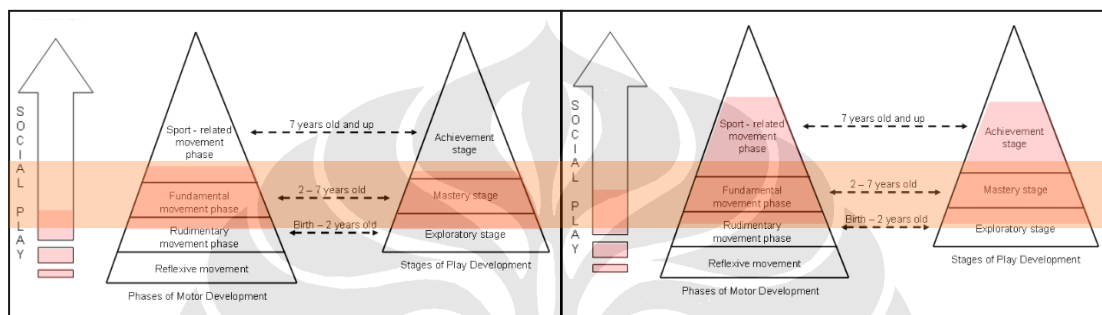 SOCIAL PLAY
Sport - related
movement
phase
7 years old and up
Achievement
stage
Fundamental
movement phase
2 – 7 years old
Mastery stage
Rudimentary
movement phase
Birth – 2 years old
Exploratory stage
Reflexive movement
Stages of Play Development
Phases of Motor Development
SOCIAL PLAY
Sport - related
movement
phase
7 years old and up
Achievement
stage
Fundamental
movement phase
2 – 7 years old
Mastery stage
Rudimentary
movement phase
Birth – 2 years old
Exploratory stage
Reflexive movement
Stages of Play Development
Phases of Motor Development